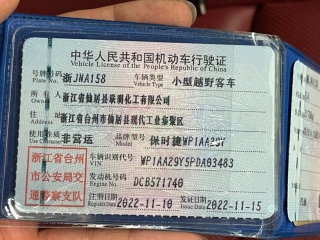 中华人民共和国机动车行驶证
Vehicle License of the People's Republic of China
号牌号码 浙JNA158 车辆类型 小型越野客车
Plate No. Vehicle Type
所有人 浙江省仙居县联测化工有限公司
Owner
住址 浙江省台州市仙居县现代工业集聚区
Address
使用性质 非营运 品牌型号 保时捷WP1AA29Y
Use Character Model
浙江省台州市公安局交通警察支队
车辆识别代号 WP1AA29Y5PDA03483
VIN
发动机号码 DCB571740
Engine No.
注册日期 2022-11-10 发证日期 2022-11-15
Register Date Issue Date